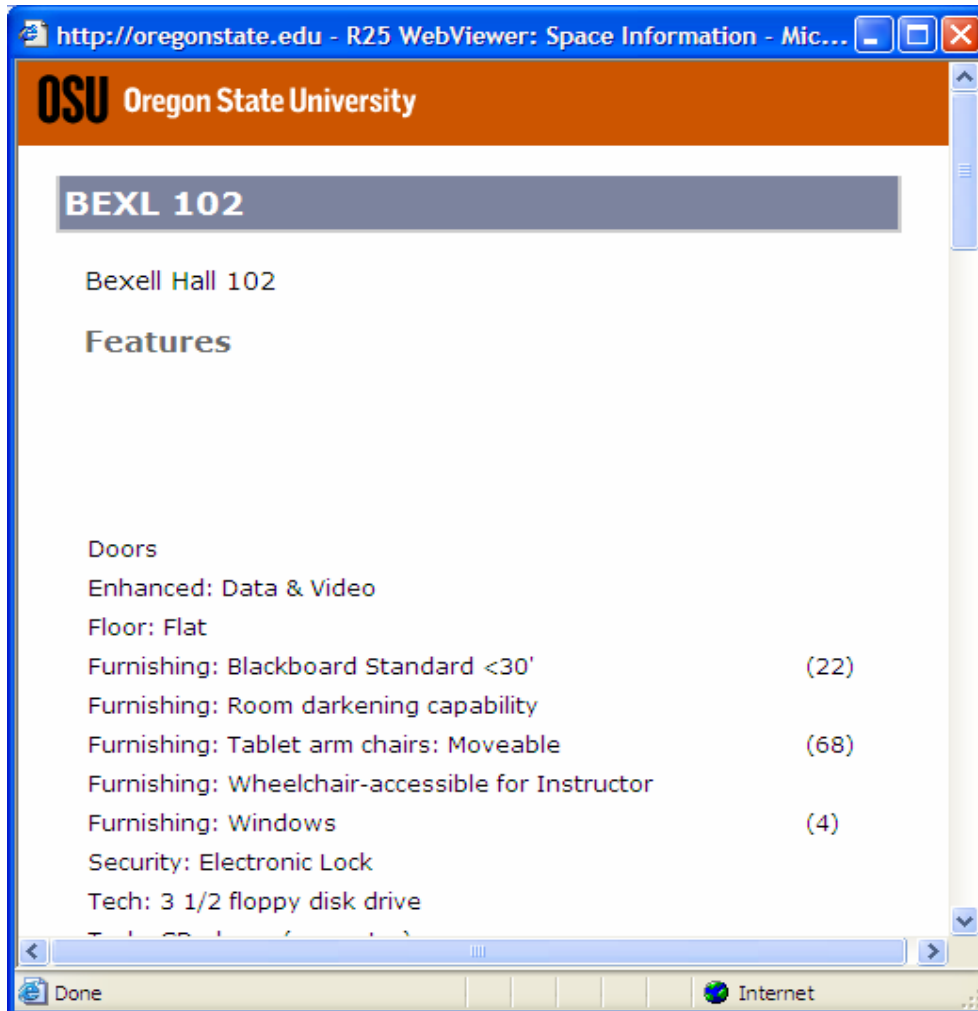 http://oregonstate.edu - R25 WebViewer: Space Information - Mic...
OSU Oregon State University
BEXL 102
Bexell Hall 102
Features
Doors
Enhanced: Data & Video
Floor: Flat
Furnishing: Blackboard Standard <30' (22)
Furnishing: Room darkening capability
Furnishing: Tablet arm chairs: Moveable (68)
Furnishing: Wheelchair-accessible for Instructor
Furnishing: Windows (4)
Security: Electronic Lock
Tech: 3 1/2 floppy disk drive
Done Internet